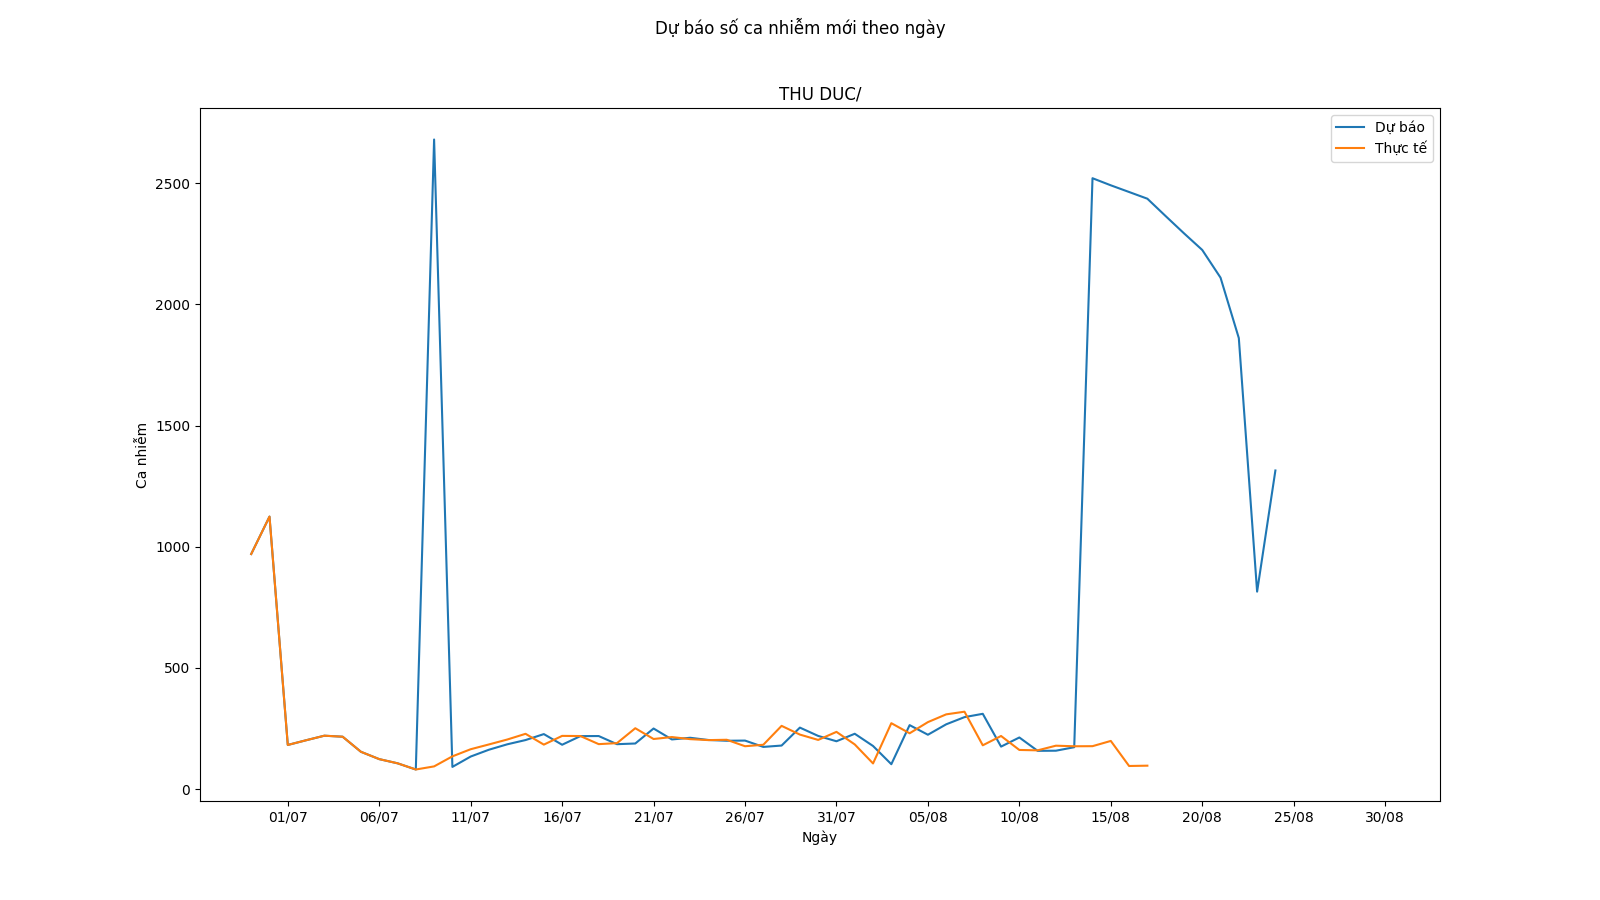 Dự báo số ca nhiễm mới theo ngày
THU DUC/
Dự báo
Thực tế
2500
2000
1500
1000
500
0
Ca nhiễm
01/07 06/07 11/07 16/07 21/07 26/07 31/07 05/08 10/08 15/08 20/08 25/08 30/08
Ngày